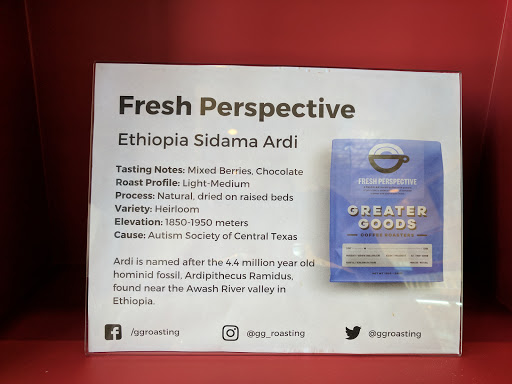 Fresh Perspective
Ethiopia Sidama Ardi
Tasting Notes: Mixed Berries, Chocolate
Roast Profile: Light-Medium
Process: Natural, dried on raised beds
Variety: Heirloom
Elevation: 1850-1950 meters
Cause: Autism Society of Central Texas
Ardi is named after the 4.4 million year old
hominid fossil, Ardipithecus Ramidus,
found near the Awash River valley in
Ethiopia.
FRESH PERSPECTIVE
GREATER
GOODS
COFFEE ROASTERS
/ggroasting
@gg_roasting
@ggroasting